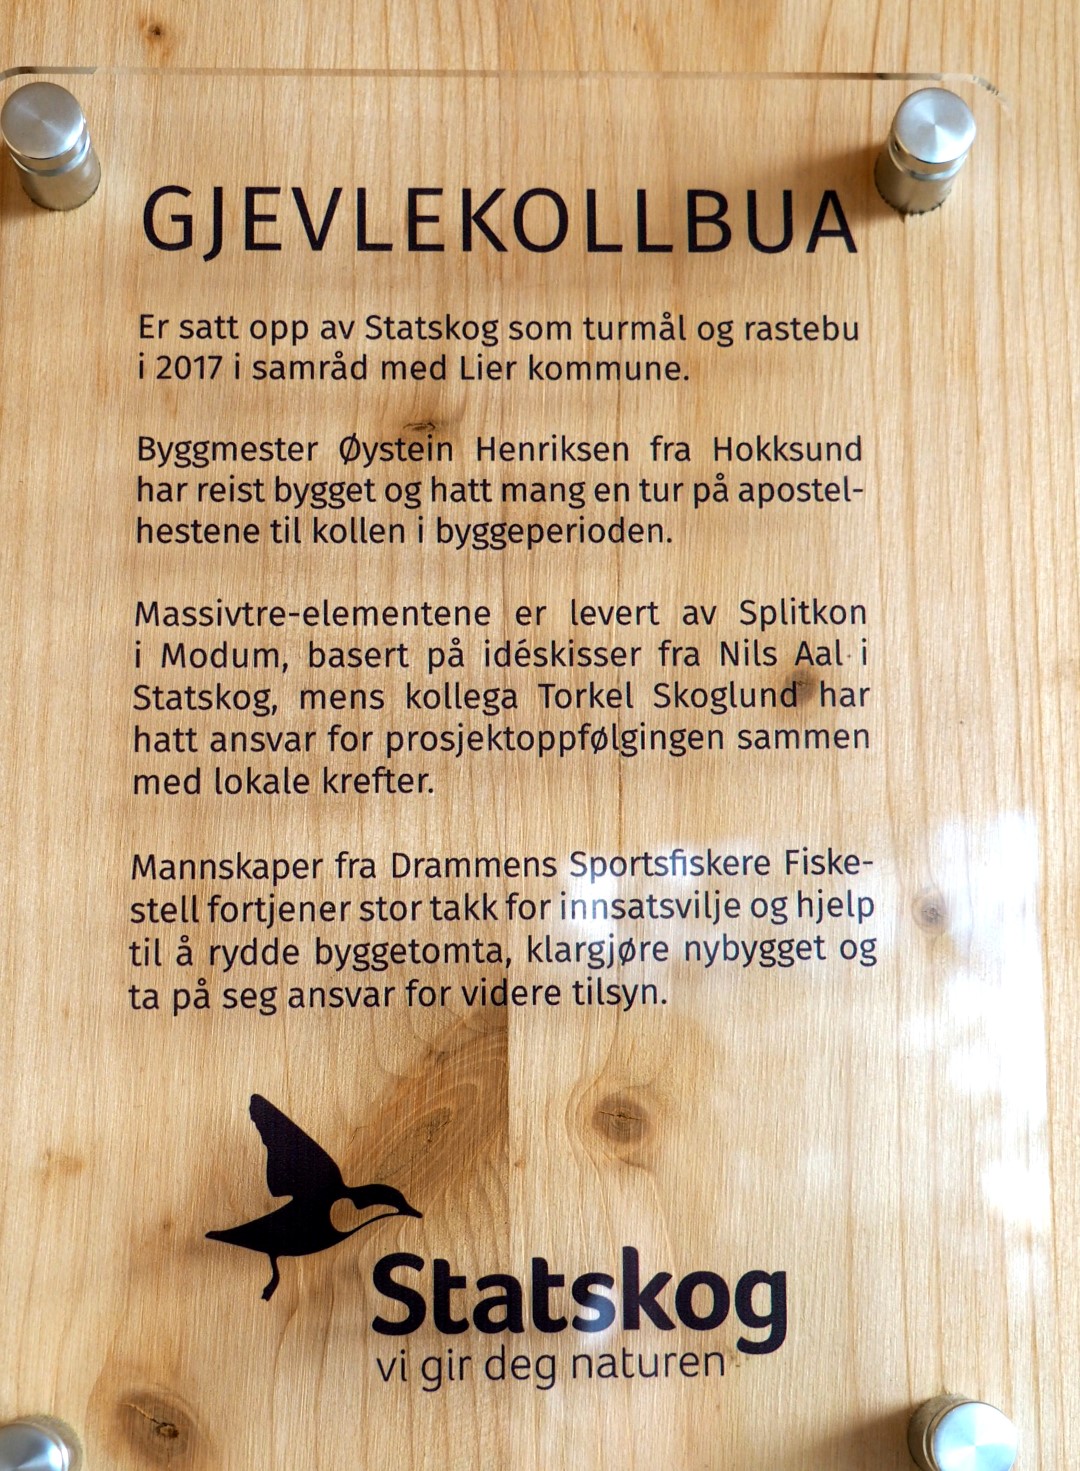 GJEVLEKOLLBUA
Er satt opp av Statskog som turmål og rastebu
i 2017 i samråd med Lier kommune.
Byggmester Øystein Henriksen fra Hokksund
har reist bygget og hatt mang en tur på apostel-
hestene til kollen i byggeperioden.
Massivtre-elementene er levert av Splitkon
i Modum, basert på idéskisser fra Nils Aal i
Statskog, mens kollega Torkel Skoglund har
hatt ansvar for prosjektoppfølgingen sammen
med lokale krefter.
Mannskaper fra Drammens Sportsfiskere Fiske-
stell fortjener stor takk for innsatsvilje og hjelp
til å rydde byggetomta, klargjøre nybygget og
ta på seg ansvar for videre tilsyn.
Statskog
vi gir deg naturen